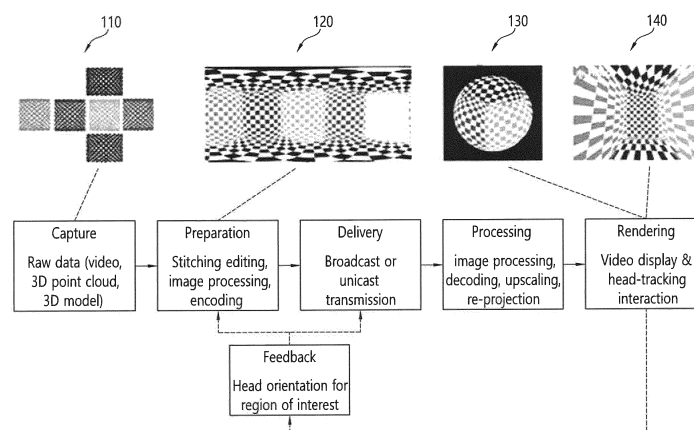 110
120
130
140
Capture
Raw data (video,
3D point cloud,
3D model)
Preparation
Stitching editing,
image processing,
encoding
Delivery
Broadcast or
unicast
transmission
Processing
image processing,
decoding, upscaling,
re-projection
Rendering
Video display &
head-tracking
interaction
Feedback
Head orientation for
region of interest